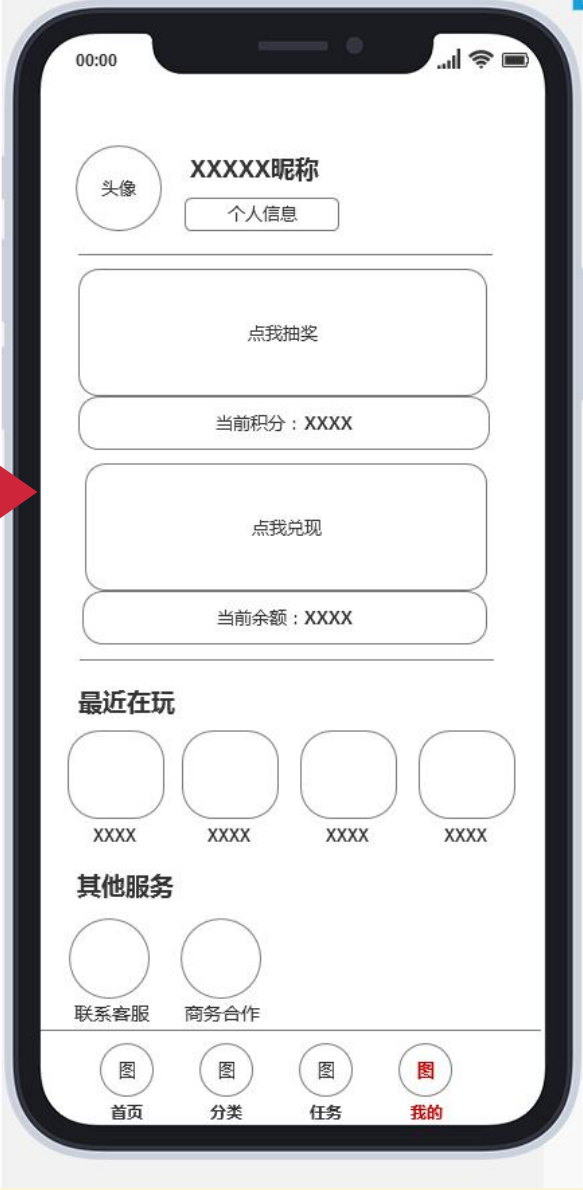 00:00
头像
XXXXX昵称
个人信息
点我抽奖
当前积分：XXXX
点我兑现
当前余额：XXXX
最近在玩
XXXX XXXX XXXX XXXX
其他服务
联系客服 商务合作
图 图 图 图
首页 分类 任务 我的